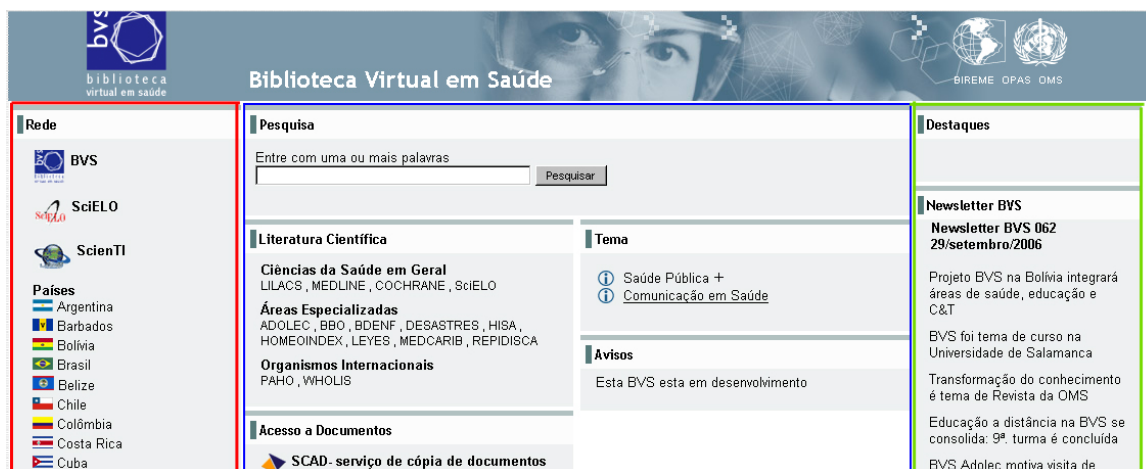 bvs
biblioteca
virtual em saúde
Biblioteca Virtual em Saúde
BIREME OPAS OMS
Rede
BVS
SciELO
SciELO
ScienTI
Países
Argentina
Barbados
Bolívia
Brasil
Belize
Chile
Colômbia
Costa Rica
Cuba
Pesquisa
Entre com uma ou mais palavras
Pesquisar
Literatura Científica
Ciências da Saúde em Geral
LILACS , MEDLINE , COCHRANE , SciELO
Áreas Especializadas
ADOLEC , BBO , BDENF , DESASTRES , HISA ,
HOMEOINDEX , LEYES , MEDCARIB , REPIDISCA
Organismos Internacionais
PAHO , WHOLIS
Acesso a Documentos
SCAD- serviço de cópia de documentos
Tema
Saúde Pública +
Comunicação em Saúde
Avisos
Esta BVS esta em desenvolvimento
Destaques
Newsletter BVS
Newsletter BVS 062
29/setembro/2006
Projeto BVS na Bolívia integrará
áreas de saúde, educação e
C&T
BVS foi tema de curso na
Universidade de Salamanca
Transformação do conhecimento
é tema de Revista da OMS
Educação a distância na BVS se
consolida: 9ª. turma é concluída
BVS Adolec motiva visita de